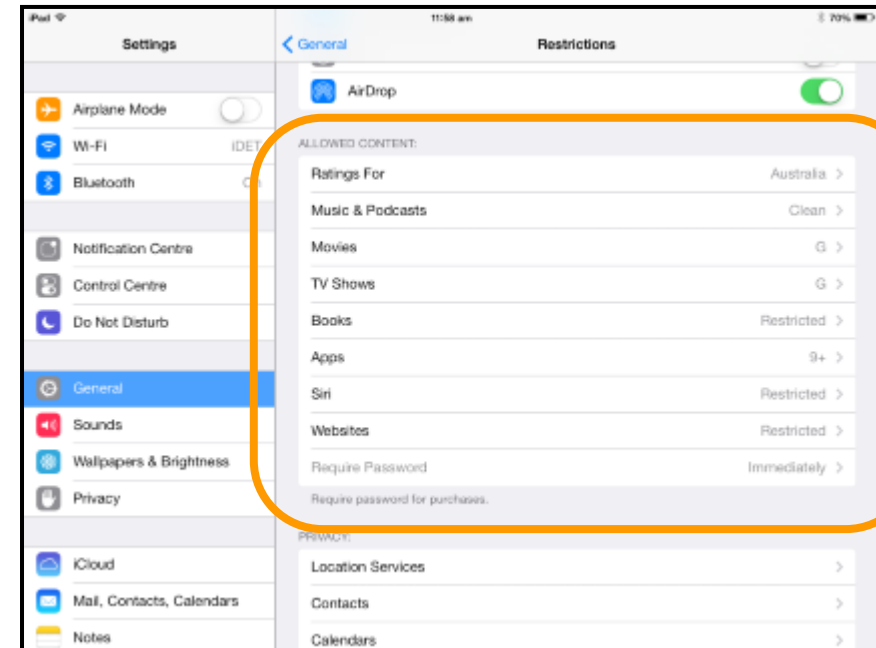 iPad 11:58 am 70%
Settings
General Restrictions
AirDrop
Airplane Mode
Wi-Fi iDET
Bluetooth On
Notification Centre
Control Centre
Do Not Disturb
General
Sounds
Wallpapers & Brightness
Privacy
iCloud
Mail, Contacts, Calendars
Notes
ALLOWED CONTENT:
Ratings For Australia
Music & Podcasts Clean
Movies G
TV Shows G
Books Restricted
Apps 9+
Siri Restricted
Websites Restricted
Require Password Immediately
Require password for purchases.
PRIVACY:
Location Services
Contacts
Calendars